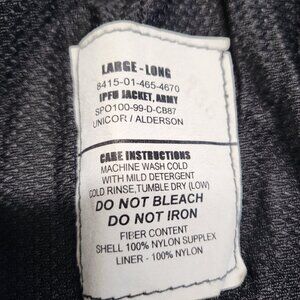 LARGE - LONG
8415-01-465-4670
IPFU JACKET, ARMY
SPO100-99-D-CB87
UNICOR / ALDERSON
CARE INSTRUCTIONS
MACHINE WASH COLD
WITH MILD DETERGENT
COLD RINSE, TUMBLE DRY (LOW)
DO NOT BLEACH
DO NOT IRON
FIBER CONTENT
SHELL 100% NYLON SUPPLEX
LINER - 100% NYLON